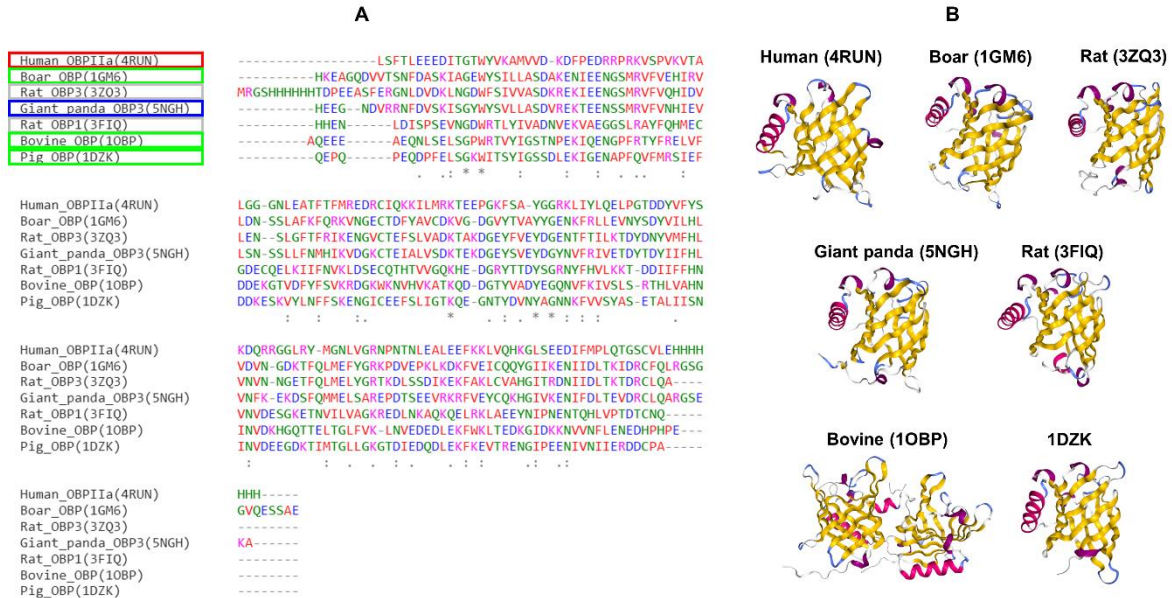 A
B
Human_OBPIIa(4RUN) ----------------LSFTLEEEDITGTWYVKAMVVD-KDFPEDRRPRKVSPVKVTA
Boar_OBP(1GM6) ---------HKEAGQDVVTSNFDASKIAGEWYSILLASDAKENIEENGSMRVFVEHIRV
Rat_OBP3(3ZQ3) MRGSHHHHHHTDPEEASFERGNLDVDKLNGDWFSIVVASDKREKIEENGSMRVFVQHIDV
Giant_panda_OBP3(5NGH) ---------HEEG-NDVRRNFDVSKISGYWYSVLLASDVREKTEENSSMRVFVNHIEV
Rat_OBP1(3FIQ) ---------HHEN----LDISPSEVNGDWRTLYIVADNVEKVAEGGSLRAYFQHMEC
Bovine_OBP(1OBP) --------AQEEE----AEQNLSELSGPWRTVYIGSTNPEKIQENGPFRTYFRELVF
Pig_OBP(1DZK) ---------QEPQ----PEQDPFELSGKWITSYIGSSDLEKIGENAPFQVFMRSIEF
. .: * * : . . :
Human_OBPIIa(4RUN) LGG-GNLEATFTFMREDRCIQKKILMRKTEEPGKFSA-YGGRKLIYLQELPGTDDYVFYS
Boar_OBP(1GM6) LDN-SSLAFKFQRKVNGECTDFYAVCDKVG-DGVYTVAYYGENKFRLLEVNYSDYVILHL
Rat_OBP3(3ZQ3) LEN--SLGFTFRIKENGVCTEFSLVADKTAKDGEYFVEYDGENTFTILKTDYDNYVMFHL
Giant_panda_OBP3(5NGH) LSNSSLLFNMHIKVDGKCTEIALVSDKTEKDGEYSVEYDGYNVFRIVETDYTDYIIFHL
Rat_OBP1(3FIQ) GDECQELKIIFNVKLDSECQTHTVVGQKHE-DGRYTTDYSGRNYFHVLKKT-DDIIFFHN
Bovine_OBP(1OBP) DDEKGTVDFYFSVKRDGKWKNVHVKATKQD-DGTYVADYEGQNVFKIVSLS-RTHLVAHN
Pig_OBP(1DZK) DDKESKVYLNFFSKENGICEEFSLIGTKQE-GNTYDVNYAGNNKFVVSYAS-ETALIISN
: : : : * . : * * : : : .
Human_OBPIIa(4RUN) KDQRRGGLRY-MGNLVGRNPNTNLEALEEFKKLVQHKGLSEEDIFMPLQTGSCVLEHHHH
Boar_OBP(1GM6) VDVN-GDKTFQLMEFYGRKPDVEPKLKDKFVEICQQYGIIKENIIDLTKIDRCFQLRGSG
Rat_OBP3(3ZQ3) VNVN-NGETFQLMELYGRTKDLSSDIKEKFAKLCVAHGITRDNIIDLTKTDRCLQA----
Giant_panda_OBP3(5NGH) VNFK-EKDSFQMMELSAREPDTSEEVRKRFVEYCQKHGIVKENIFDLTEVDRCLQARGSE
Rat_OBP1(3FIQ) VNVDESGKETNVILVAGKREDLNKAQKQELRKLAEEYNIPNENTQHLVPTDTCNQ-----
Bovine_OBP(1OBP) INVDKHGQTTELTGLFVK-LNVEDEDLEKFWKLTEDKGIDKKNVVNFLENEDHPHPE---
Pig_OBP(1DZK) INVDEEGDKTIMTGLLGKGTDIEDQDLEKFKEVTRENGIPEENIVNIIERDDCPA-----
: : . . : . : .: .:
Human_OBPIIa(4RUN) HHH-----
Boar_OBP(1GM6) GVQESSAE
Rat_OBP3(3ZQ3) --------
Giant_panda_OBP3(5NGH) KA------
Rat_OBP1(3FIQ) --------
Bovine_OBP(1OBP) --------
Pig_OBP(1DZK) --------
Human (4RUN)
Boar (1GM6)
Rat (3ZQ3)
Giant panda (5NGH)
Rat (3FIQ)
Bovine (1OBP)
1DZK